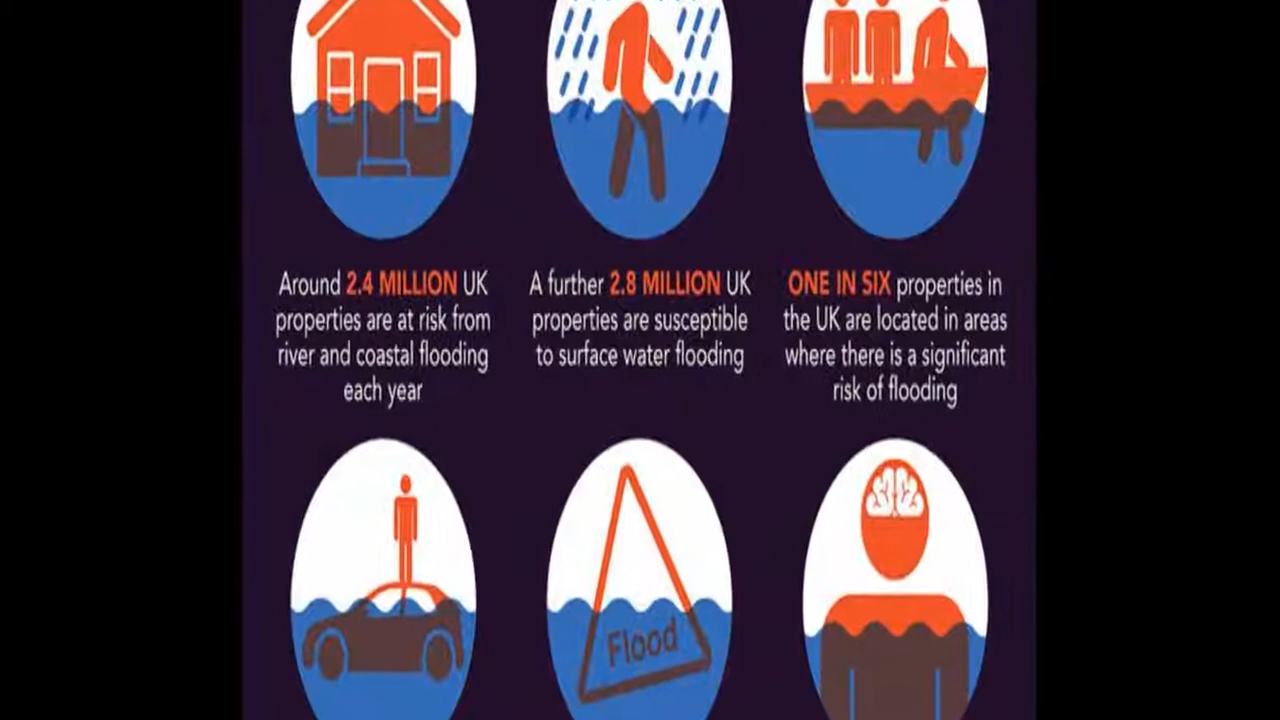 Around 2.4 MILLION UK
properties are at risk from
river and coastal flooding
each year
A further 2.8 MILLION UK
properties are susceptible
to surface water flooding
ONE IN SIX properties in
the UK are located in areas
where there is a significant
risk of flooding
Flood